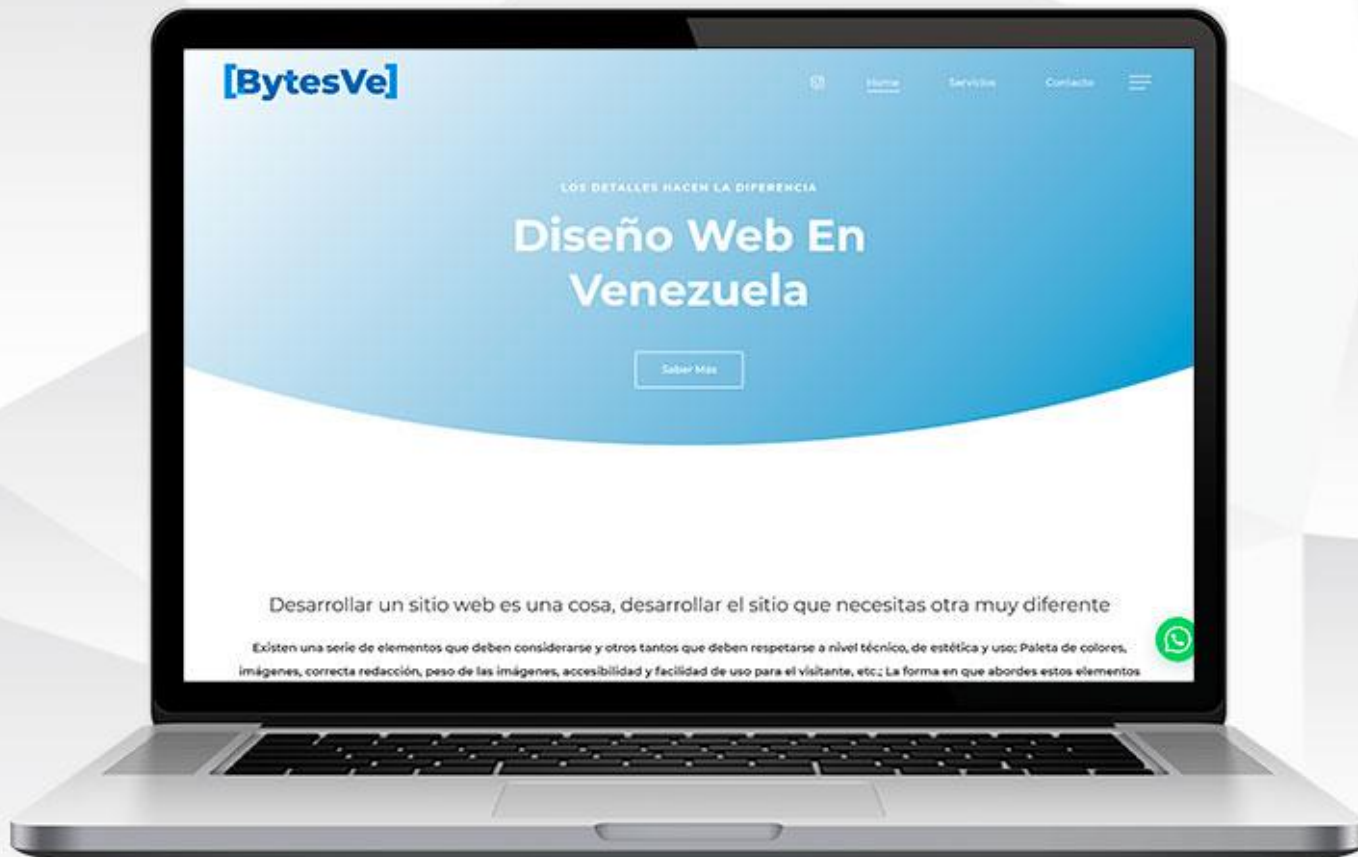 [BytesVe]
Home Servicios Contacto
LOS DETALLES HACEN LA DIFERENCIA
Diseño Web En
Venezuela
Saber Más
Desarrollar un sitio web es una cosa, desarrollar el sitio que necesitas otra muy diferente
Existen una serie de elementos que deben considerarse y otros tantos que deben respetarse a nivel técnico, de estética y uso; Paleta de colores,
imágenes, correcta redacción, peso de las imágenes, accesibilidad y facilidad de uso para el visitante, etc.; La forma en que abordes estos elementos